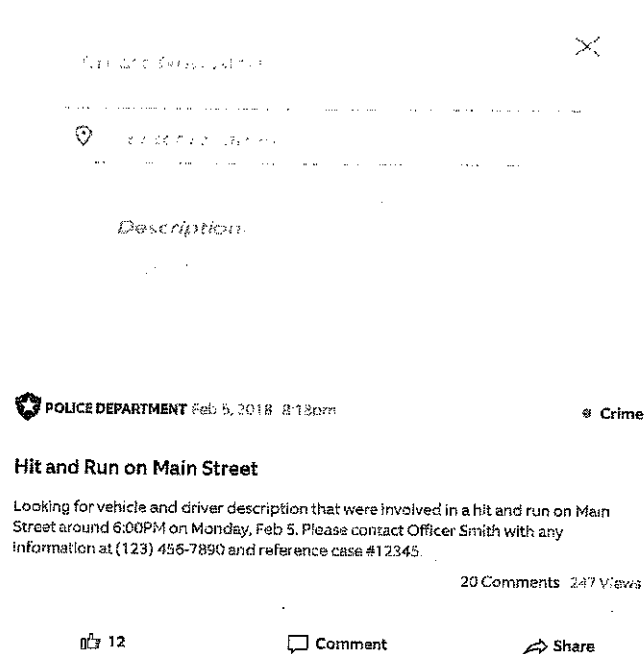 Description
POLICE DEPARTMENT Feb 5, 2018 8:13pm
Crime
Hit and Run on Main Street
Looking for vehicle and driver description that were involved in a hit and run on Main
Street around 6:00PM on Monday, Feb 5. Please contact Officer Smith with any
information at (123) 456-7890 and reference case #12345.
20 Comments 247 Views
12
Comment
Share